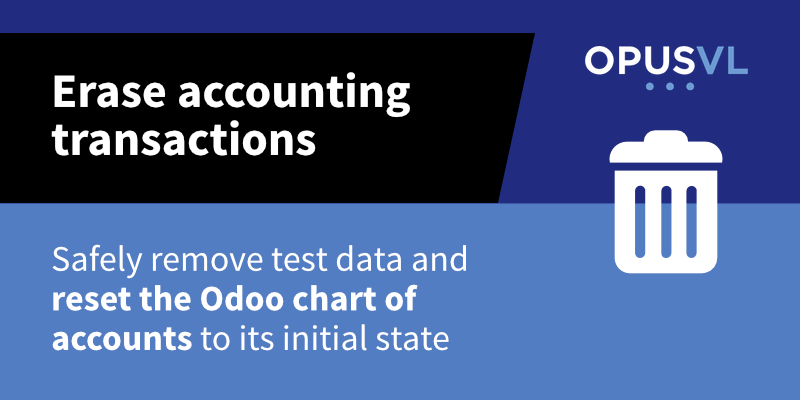 OPUSVL
Erase accounting
transactions
Safely remove test data and
reset the Odoo chart of
accounts to its initial state